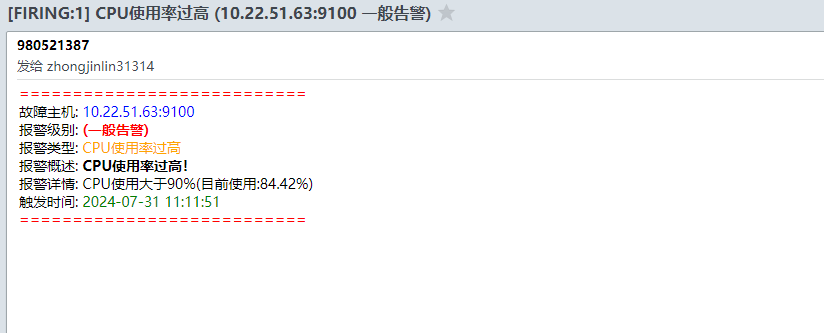 [FIRING:1] CPU使用率过高 (10.22.51.63:9100 一般告警)
980521387
发给 zhongjinlin31314
===========================
故障主机: 10.22.51.63:9100
报警级别: (一般告警)
报警类型: CPU使用率过高
报警概述: CPU使用率过高!
报警详情: CPU使用大于90%(目前使用:84.42%)
触发时间: 2024-07-31 11:11:51
===========================